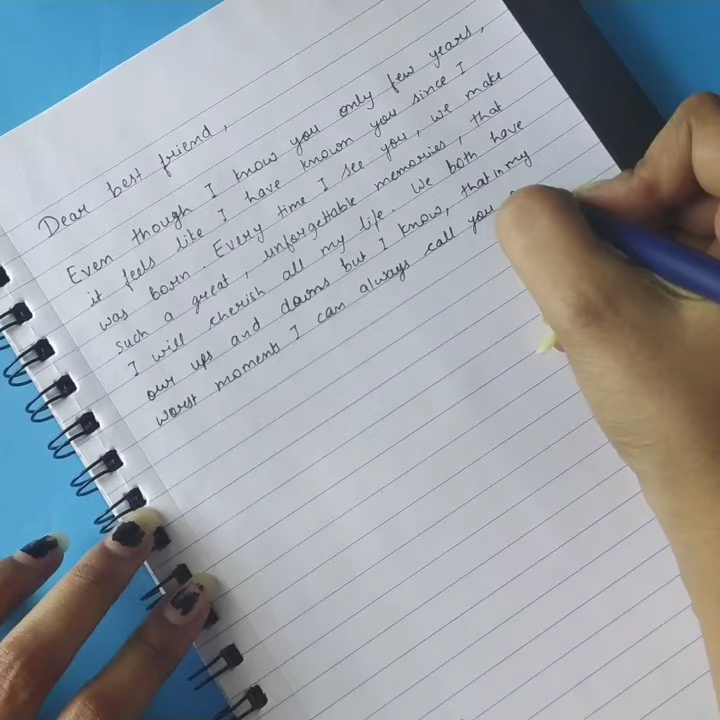 Dear best friend,
Even though I know you only few years,
it feels like I have known you since I
was born. Every time I see you, we make
such a great, unforgettable memories, that
I will cherish all my life. We both have
our ups and downs but I know, that in my
worst moments I can always call you